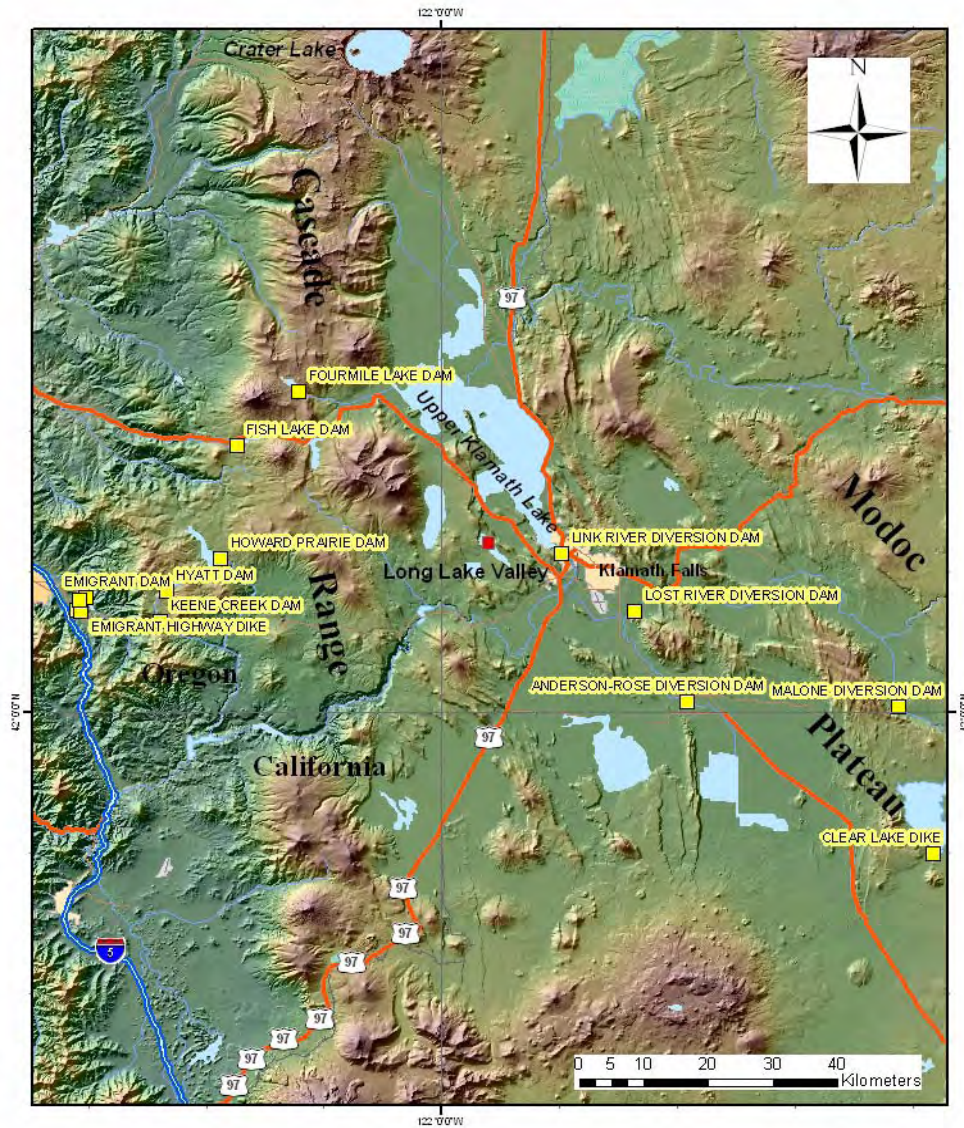 122°0'0"W
Crater Lake
N
Cascade
97
FOURMILE LAKE DAM
Upper Klamath Lake
FISH LAKE DAM
Modoc
HOWARD PRAIRIE DAM
LINK RIVER DIVERSION DAM
Long Lake Valley
Klamath Falls
EMIGRANT DAM
HYATT DAM
Range
KEENE CREEK DAM
LOST RIVER DIVERSION DAM
EMIGRANT HIGHWAY DIKE
Oregon
ANDERSON-ROSE DIVERSION DAM
MALONE DIVERSION DAM
42°0'0"N
42°0'0"N
97
Plateau
California
CLEAR LAKE DIKE
97
97
5
97
97
97
97
97
0 5 10 20 30 40
Kilometers
122°0'0"W